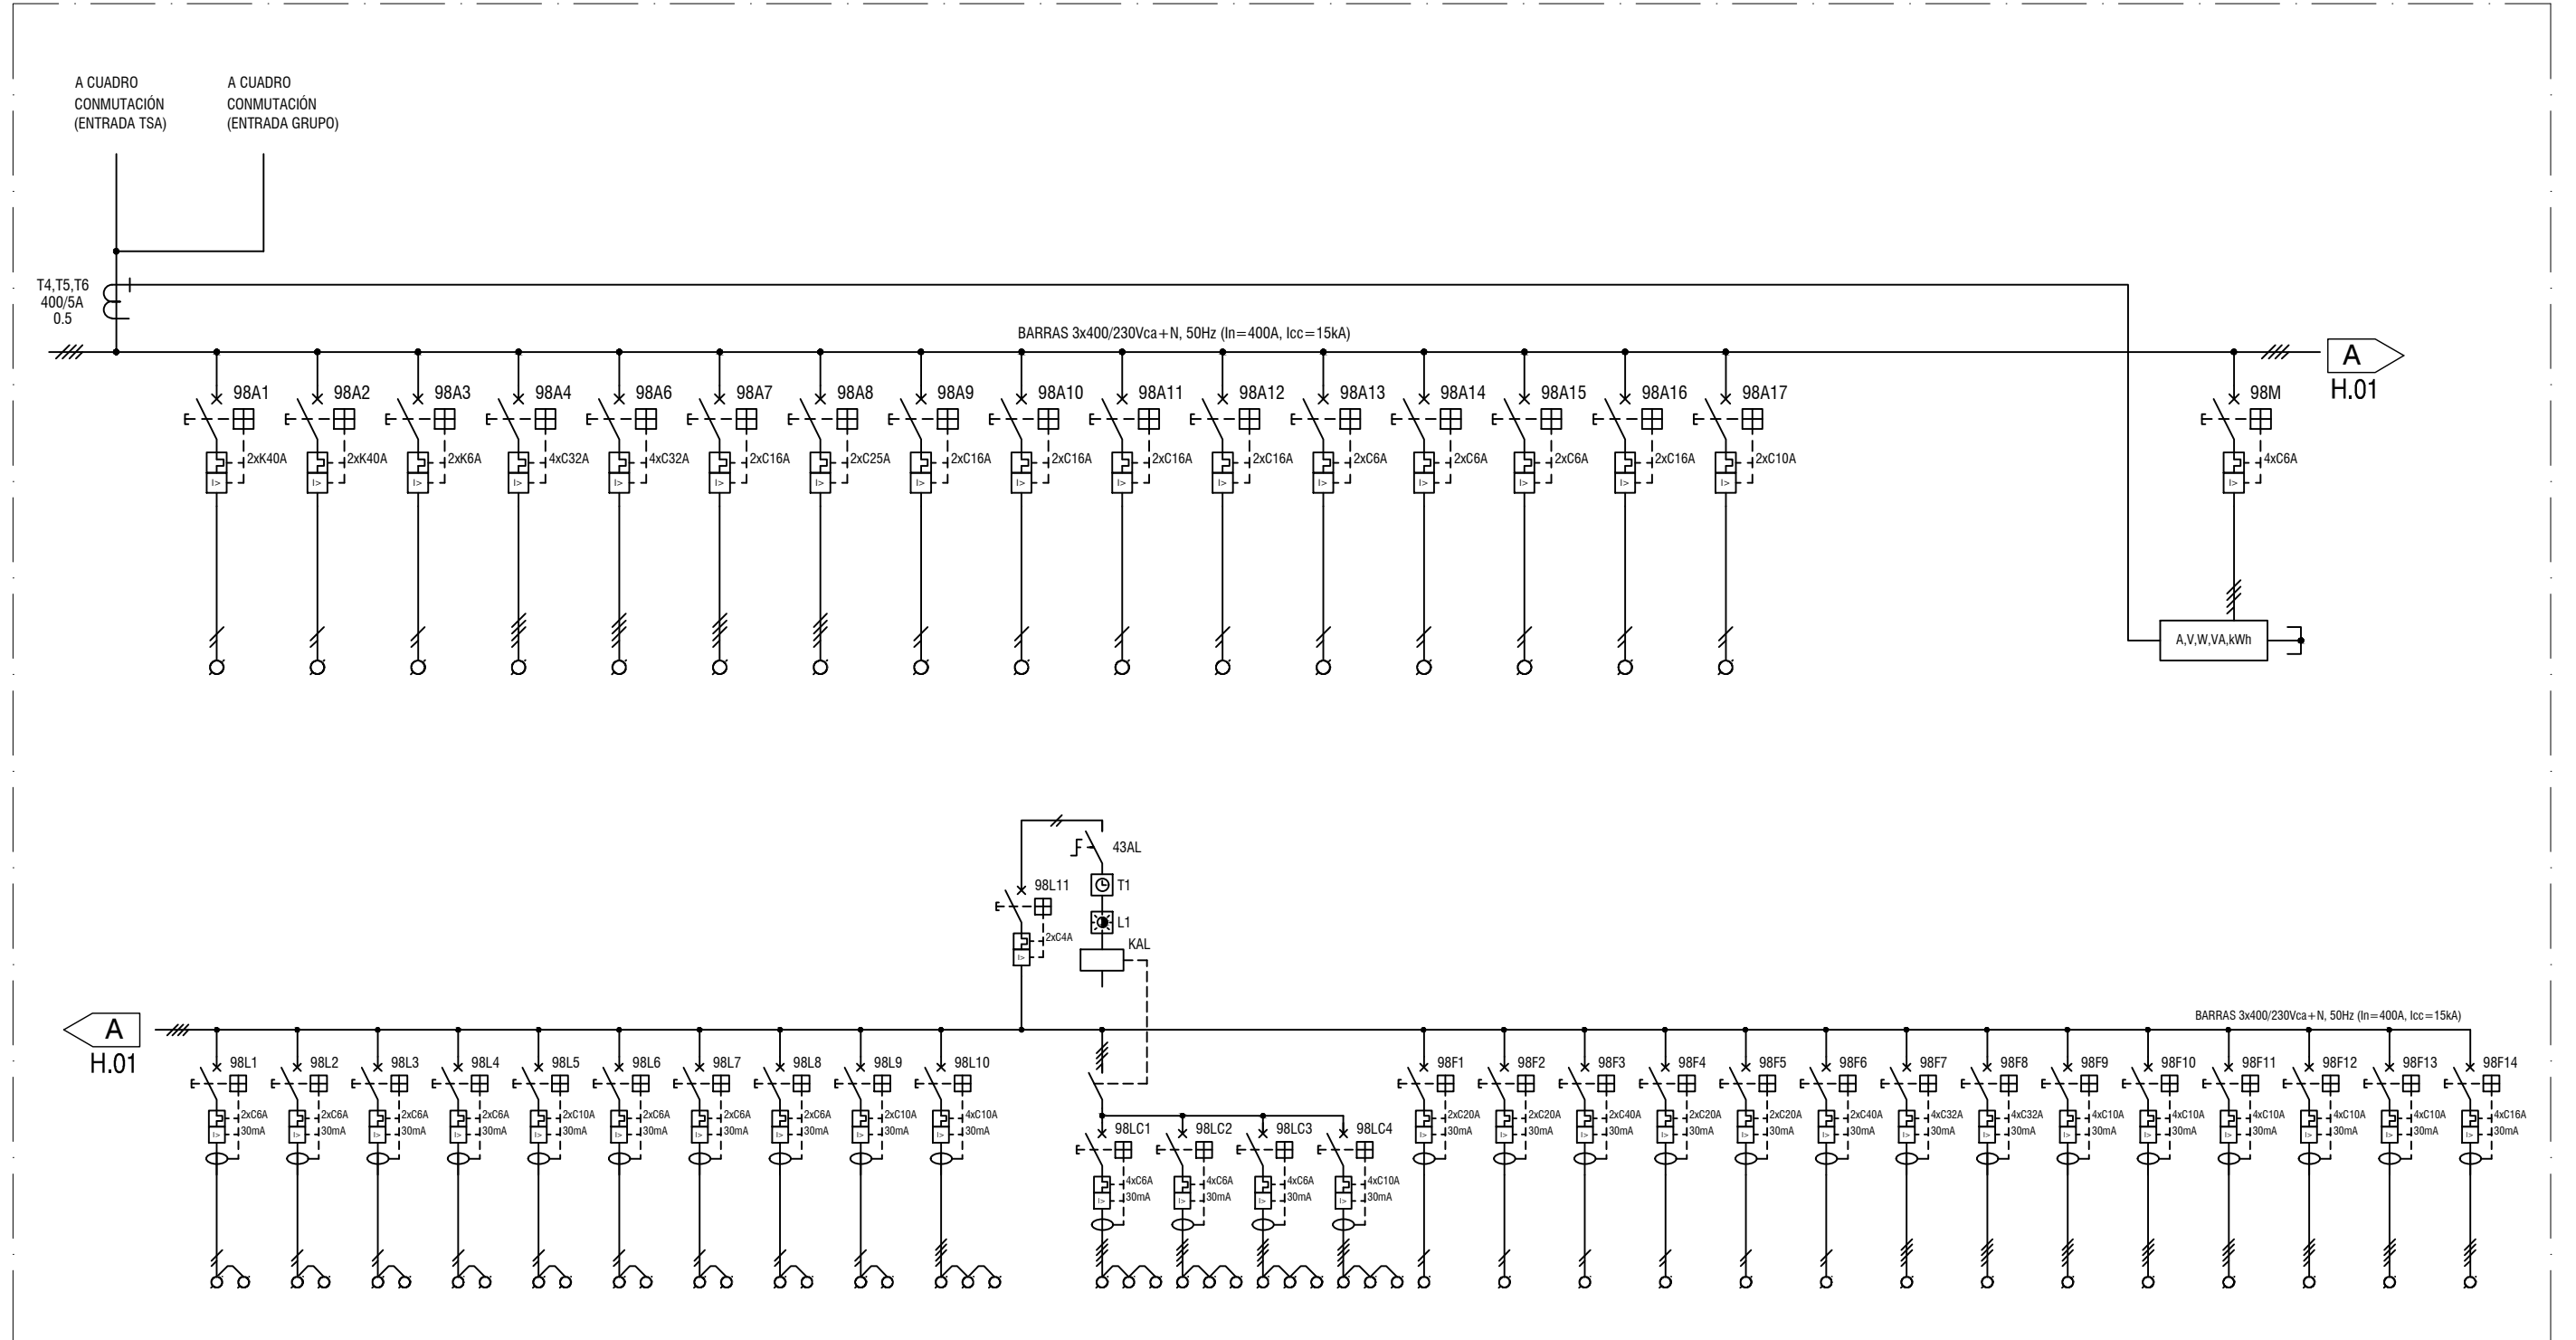 A CUADRO
CONMUTACIÓN
(ENTRADA TSA)
A CUADRO
CONMUTACIÓN
(ENTRADA GRUPO)
T4,T5,T6
400/5A
0.5
BARRAS 3x400/230Vca+N, 50Hz (In=400A, Icc=15kA)
A
H.01
98A1
2xK40A
I>
98A2
2xK40A
I>
98A3
2xK6A
I>
98A4
4xC32A
I>
98A6
4xC32A
I>
98A7
2xC16A
I>
98A8
2xC25A
I>
98A9
2xC16A
I>
98A10
2xC16A
I>
98A11
2xC16A
I>
98A12
2xC16A
I>
98A13
2xC6A
I>
98A14
2xC6A
I>
98A15
2xC6A
I>
98A16
2xC16A
I>
98A17
2xC10A
I>
98M
4xC6A
I>
A,V,W,VA,kWh
43AL
98L11
2xC4A
I>
T1
L1
KAL
A
H.01
BARRAS 3x400/230Vca+N, 50Hz (In=400A, Icc=15kA)
98L1
2xC6A
I>
30mA
98L2
2xC6A
I>
30mA
98L3
2xC6A
I>
30mA
98L4
2xC6A
I>
30mA
98L5
2xC10A
I>
30mA
98L6
2xC6A
I>
30mA
98L7
2xC6A
I>
30mA
98L8
2xC6A
I>
30mA
98L9
2xC10A
I>
30mA
98L10
4xC10A
I>
30mA
98LC1
4xC6A
I>
30mA
98LC2
4xC6A
I>
30mA
98LC3
4xC6A
I>
30mA
98LC4
4xC10A
I>
30mA
98F1
2xC20A
I>
30mA
98F2
2xC20A
I>
30mA
98F3
2xC40A
I>
30mA
98F4
2xC20A
I>
30mA
98F5
2xC20A
I>
30mA
98F6
2xC40A
I>
30mA
98F7
4xC32A
I>
30mA
98F8
4xC32A
I>
30mA
98F9
4xC10A
I>
30mA
98F10
4xC10A
I>
30mA
98F11
4xC10A
I>
30mA
98F12
4xC10A
I>
30mA
98F13
4xC10A
I>
30mA
98F14
4xC16A
I>
30mA